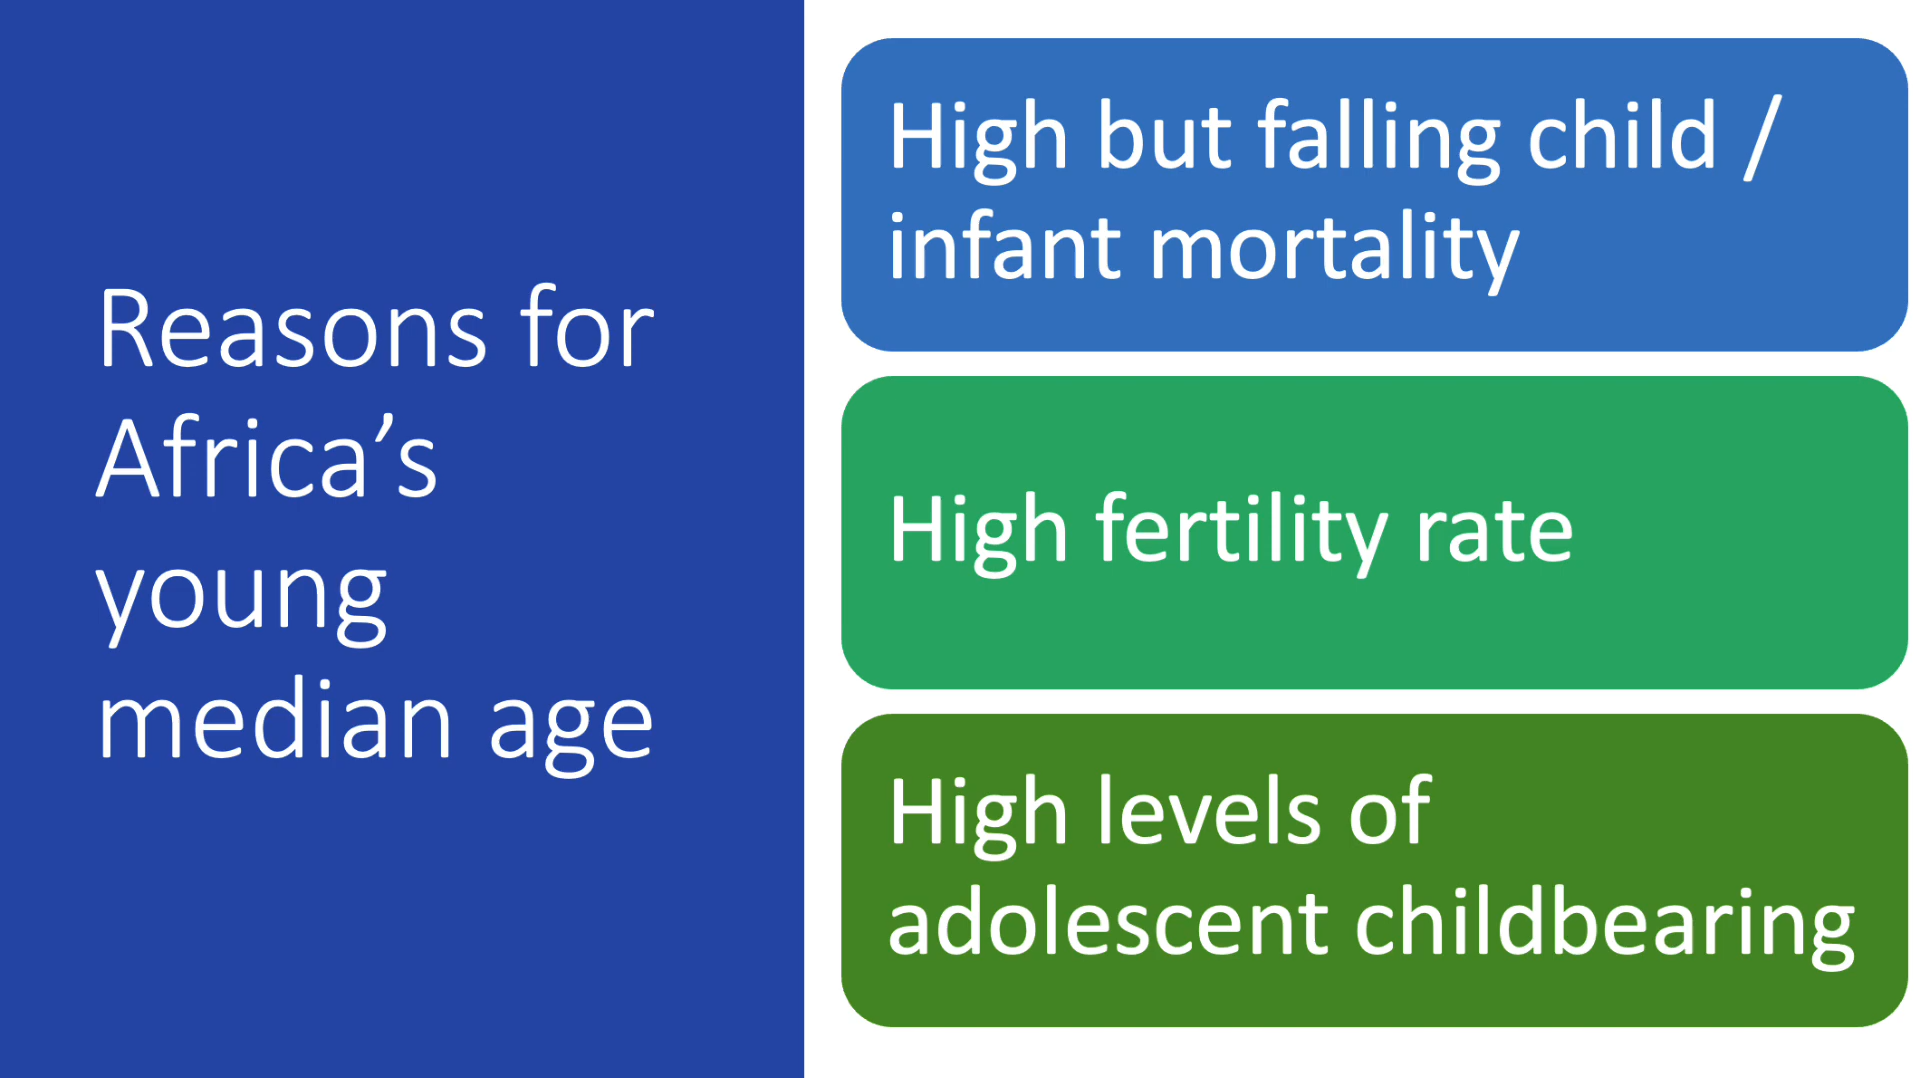 Reasons for
Africa’s
young
median age
High but falling child /
infant mortality
High fertility rate
High levels of
adolescent childbearing